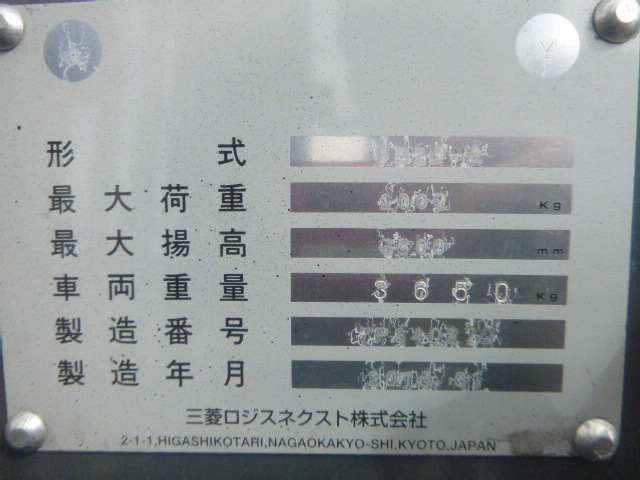 Y
形式
最大荷重 Kg
最大揚高 mm
車両重量 3650 Kg
製造番号
製造年月
三菱ロジスネクスト株式会社
2-1-1,HIGASHIKOTARI,NAGAOKAKYO-SHI,KYOTO,JAPAN